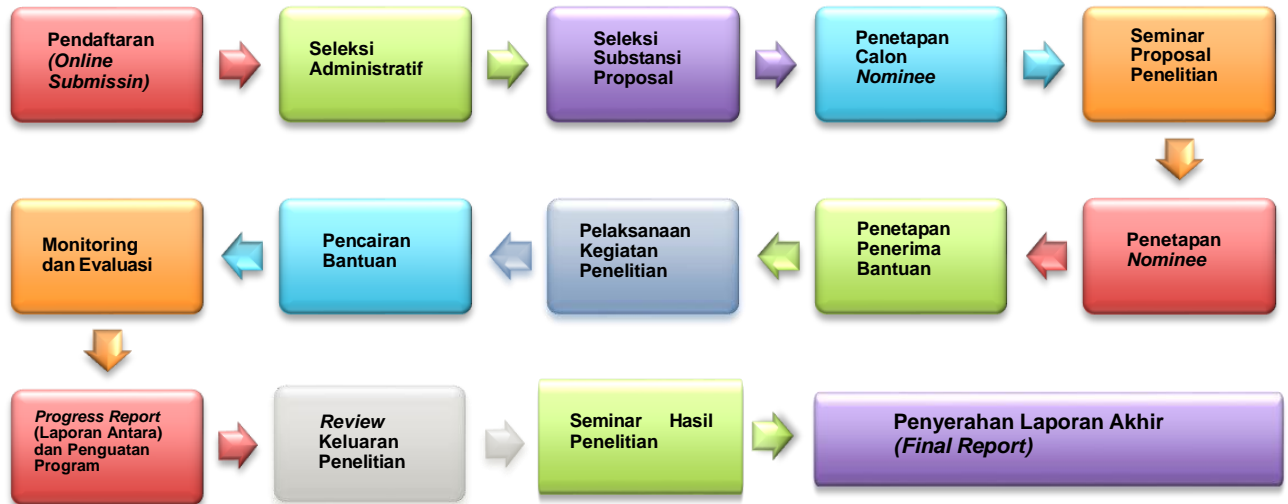 Pendaftaran
(Online
Submissin)
Seleksi
Administratif
Seleksi
Substansi
Proposal
Penetapan
Calon
Nominee
Seminar
Proposal
Penelitian
Penetapan
Nominee
Penetapan
Penerima
Bantuan
Pelaksanaan
Kegiatan
Penelitian
Pencairan
Bantuan
Monitoring
dan Evaluasi
Progress Report
(Laporan Antara)
dan Penguatan
Program
Review
Keluaran
Penelitian
Seminar Hasil
Penelitian
Penyerahan Laporan Akhir
(Final Report)